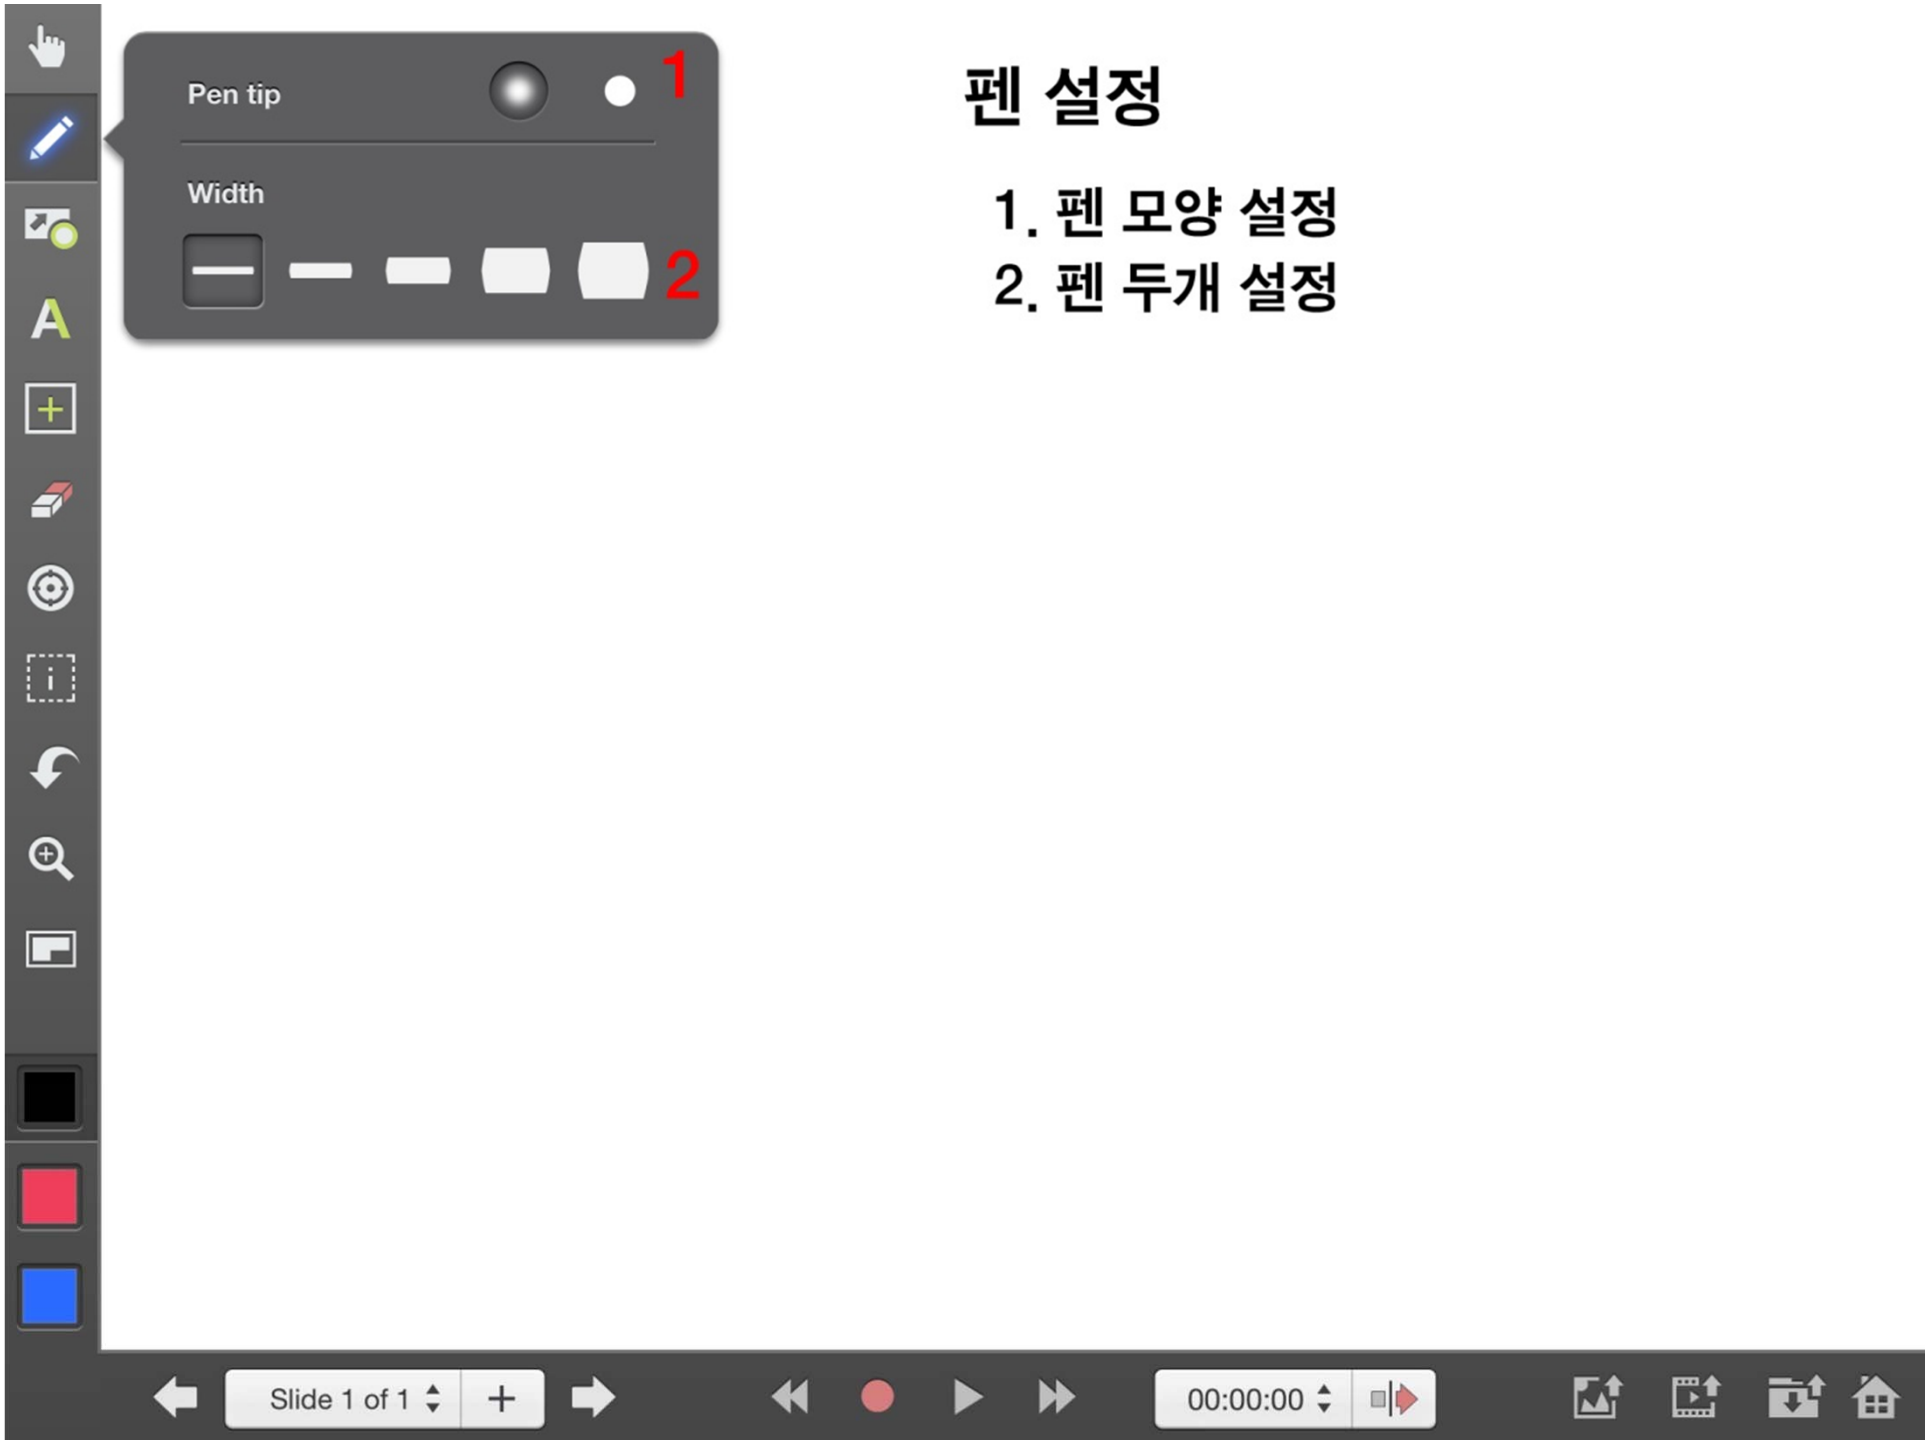 Pen tip
1
Width
2
펜 설정
1. 펜 모양 설정
2. 펜 두개 설정
A
i
Slide 1 of 1
+
00:00:00